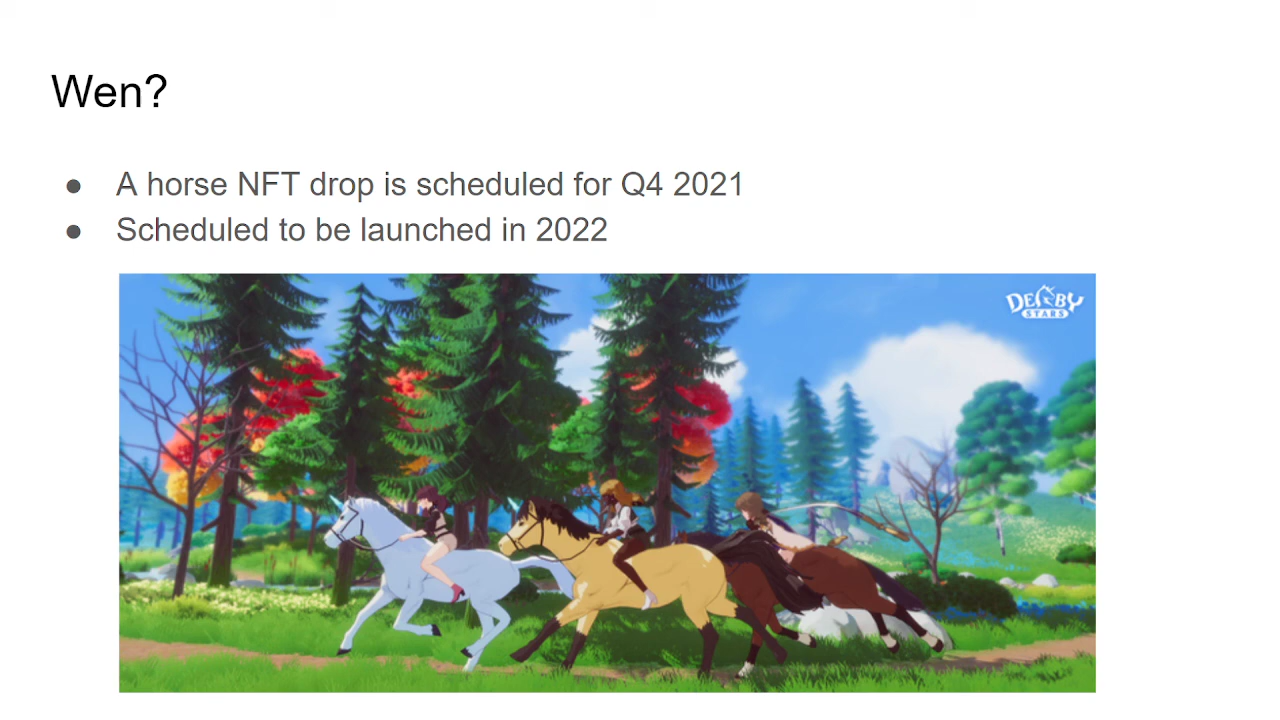 Wen?
● A horse NFT drop is scheduled for Q4 2021
● Scheduled to be launched in 2022
DERBY
STARS